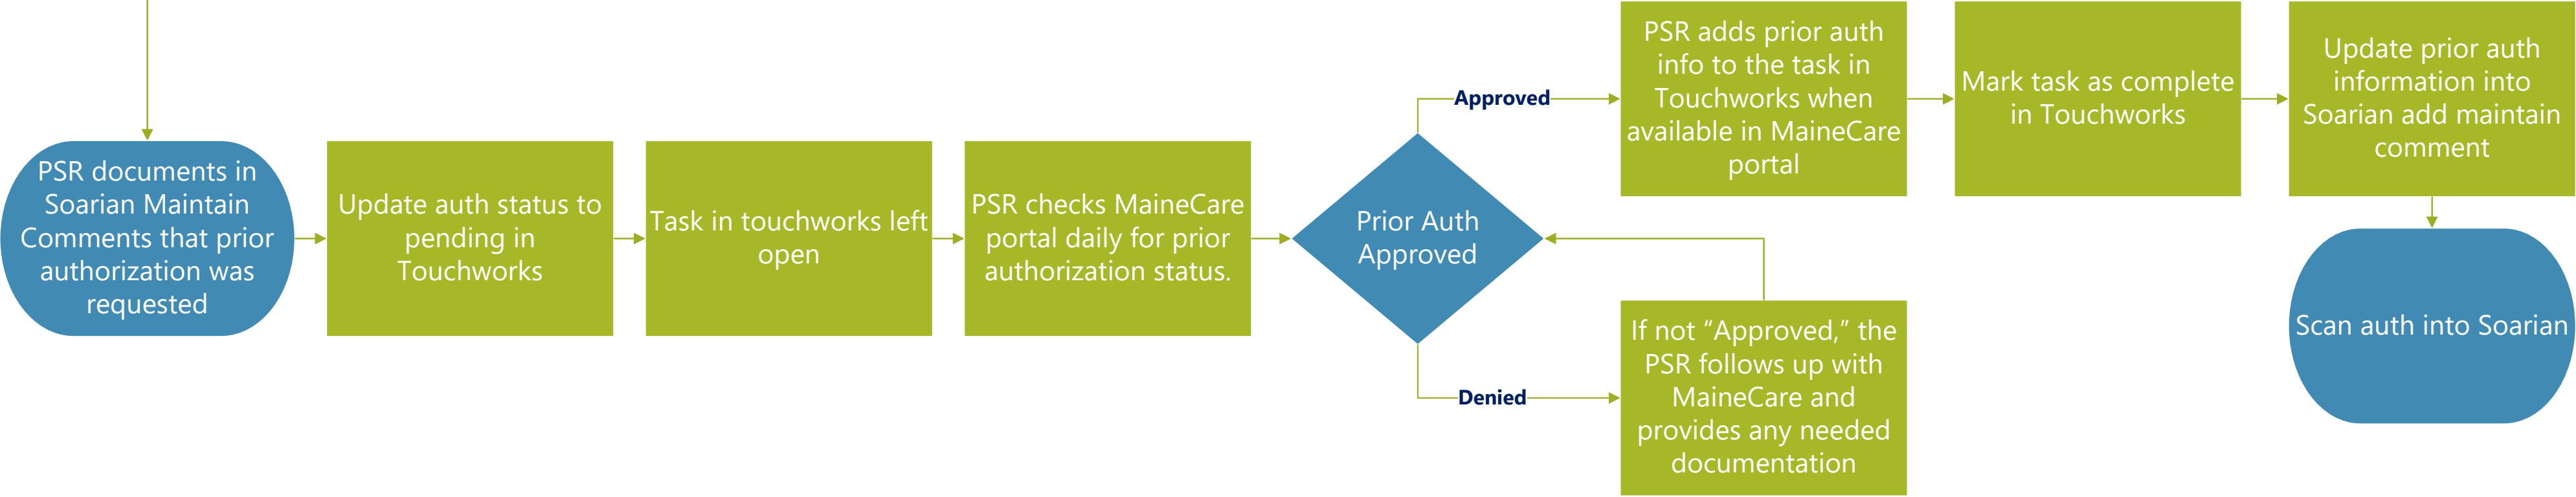 PSR documents in
Soarian Maintain
Comments that prior
authorization was
requested
Update auth status to
pending in
Touchworks
Task in touchworks left
open
PSR checks MaineCare
portal daily for prior
authorization status.
Prior Auth
Approved
Approved
PSR adds prior auth
info to the task in
Touchworks when
available in MaineCare
portal
Mark task as complete
in Touchworks
Update prior auth
information into
Soarian add maintain
comment
Scan auth into Soarian
Denied
If not “Approved,” the
PSR follows up with
MaineCare and
provides any needed
documentation